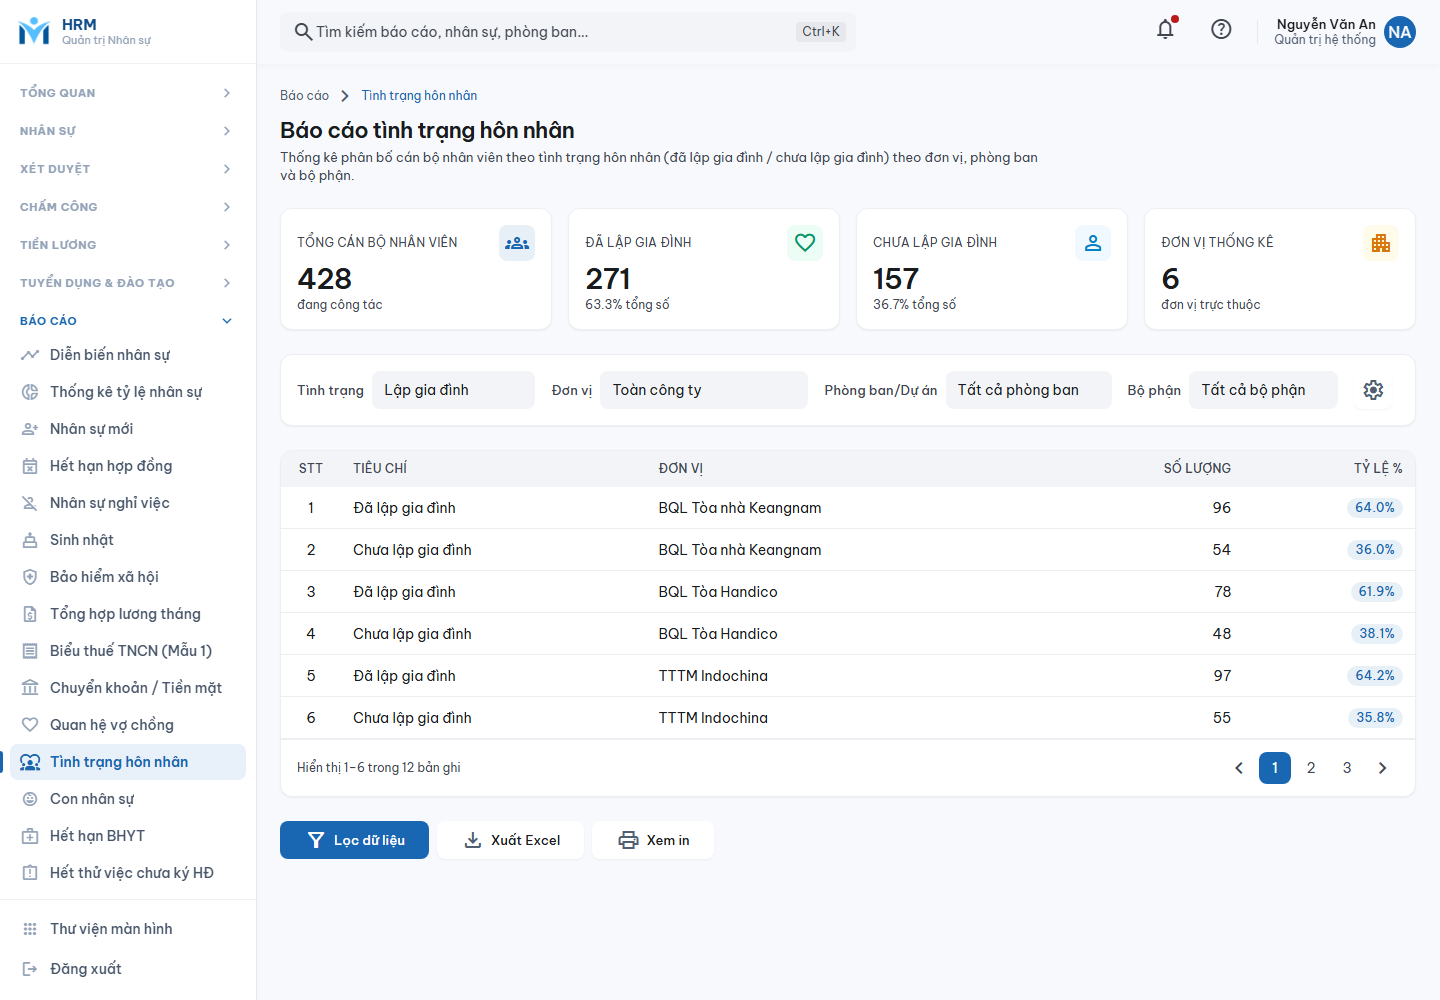 HRM
Quản trị Nhân sự
TỔNG QUAN
NHÂN SỰ
XÉT DUYỆT
CHẤM CÔNG
TIỀN LƯƠNG
TUYỂN DỤNG & ĐÀO TẠO
BÁO CÁO
Diễn biến nhân sự
Thống kê tỷ lệ nhân sự
Nhân sự mới
Hết hạn hợp đồng
Nhân sự nghỉ việc
Sinh nhật
Bảo hiểm xã hội
Tổng hợp lương tháng
Biểu thuế TNCN (Mẫu 1)
Chuyển khoản / Tiền mặt
Quan hệ vợ chồng
Tình trạng hôn nhân
Con nhân sự
Hết hạn BHYT
Hết thử việc chưa ký HĐ
Thư viện màn hình
Đăng xuất
Tìm kiếm báo cáo, nhân sự, phòng ban... Ctrl+K
Nguyễn Văn An
Quản trị hệ thống
NA
Báo cáo Tình trạng hôn nhân
Báo cáo tình trạng hôn nhân
Thống kê phân bố cán bộ nhân viên theo tình trạng hôn nhân (đã lập gia đình / chưa lập gia đình) theo đơn vị, phòng ban
và bộ phận.
TỔNG CÁN BỘ NHÂN VIÊN
428
đang công tác
ĐÃ LẬP GIA ĐÌNH
271
63.3% tổng số
CHƯA LẬP GIA ĐÌNH
157
36.7% tổng số
ĐƠN VỊ THỐNG KÊ
6
đơn vị trực thuộc
Tình trạng Lập gia đình Đơn vị Toàn công ty Phòng ban/Dự án Tất cả phòng ban Bộ phận Tất cả bộ phận
STT TIÊU CHÍ ĐƠN VỊ SỐ LƯỢNG TỶ LỆ %
1 Đã lập gia đình BQL Tòa nhà Keangnam 96 64.0%
2 Chưa lập gia đình BQL Tòa nhà Keangnam 54 36.0%
3 Đã lập gia đình BQL Tòa Handico 78 61.9%
4 Chưa lập gia đình BQL Tòa Handico 48 38.1%
5 Đã lập gia đình TTTM Indochina 97 64.2%
6 Chưa lập gia đình TTTM Indochina 55 35.8%
Hiển thị 1–6 trong 12 bản ghi 1 2 3
Lọc dữ liệu Xuất Excel Xem in